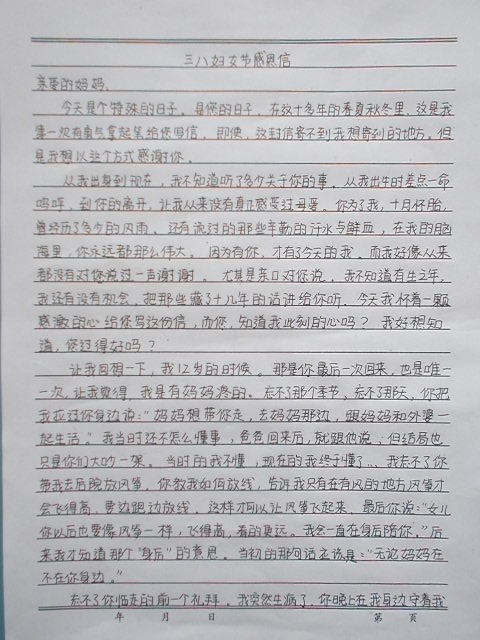 三八妇女节感恩信
亲爱的妈妈、
今天是个特殊的日子。是您的日子。在这十多年的春夏秋冬里、这是我
第一次有勇气拿起笔给您写信，即使，这封信寄不到我想寄到的地方，但
是我想以这个方式感谢你。
从我出身到现在，我不知道听了多少关于你的事。从我出生时差点一命
呜呼，到你的离开，让我从来没有真正感受过母爱。你为了我，十月怀胎，
曾经历了多少的风雨。还有流过的那些辛勤的汗水与鲜血，在我的脑
海里，你永远都那么伟大。因为有你，才有了今天的我。而我好像从来
都没有对您说过一声谢谢。尤其是亲口对您说。我不知道有生之年，
我还有没有机会，把那些藏了十几年的话讲给你听。今天我怀着一颗
感激的心给您写这份信，而您，知道我此刻的心吗？我好想知
道，您过得好吗？
让我回想一下，我12岁的时候。那是你最后一次回来，也是唯一
一次，让我觉得，我是有妈妈疼的。忘不了那个季节，忘不了那天，你把
我拉过你身边说："妈妈想带你走，去妈妈那边，跟妈妈和外婆一
起生活。"我当时还不怎么懂事，爸爸回来后，就跟他说，但结局也
只是你们大吵一架。当时的我不懂，现在的我终于懂了…、我忘不了你
带我去后院放风筝，你教我如何放线，告诉我只有在有风的地方风筝才
会飞得高，要边跑边放线，这样才可以让风筝飞起来、最后你说："女儿
你以后也要像风筝一样，飞得高，看的更远。我会一直在身后陪你。"后
来我才知道那个"身后"的意思。当初的那句话应该是："无论妈妈在
不在你身边。"
忘不了你临走的前一个礼拜，我突然生病了、你晚上在我身边守着我
年 月 日 第 页